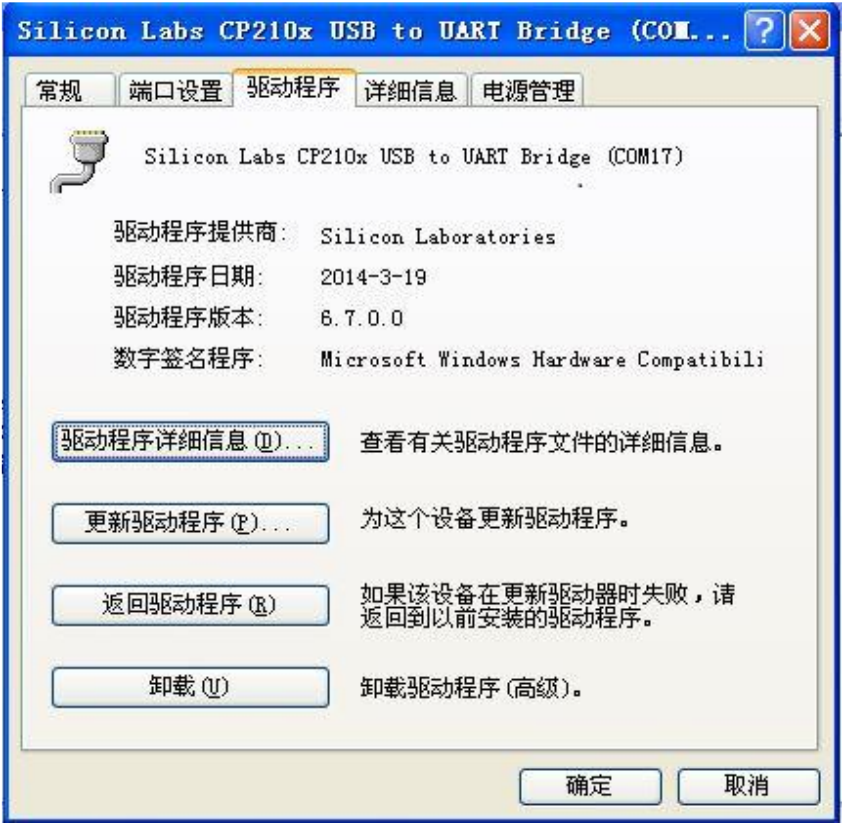 Silicon Labs CP210x USB to UART Bridge (COM...
常规 端口设置 驱动程序 详细信息 电源管理
Silicon Labs CP210x USB to UART Bridge (COM17)
驱动程序提供商: Silicon Laboratories
驱动程序日期: 2014-3-19
驱动程序版本: 6.7.0.0
数字签名程序: Microsoft Windows Hardware Compatibili
驱动程序详细信息(D)... 查看有关驱动程序文件的详细信息。
更新驱动程序(P)... 为这个设备更新驱动程序。
返回驱动程序(R) 如果该设备在更新驱动器时失败，请
返回到以前安装的驱动程序。
卸载(U) 卸载驱动程序(高级)。
确定 取消